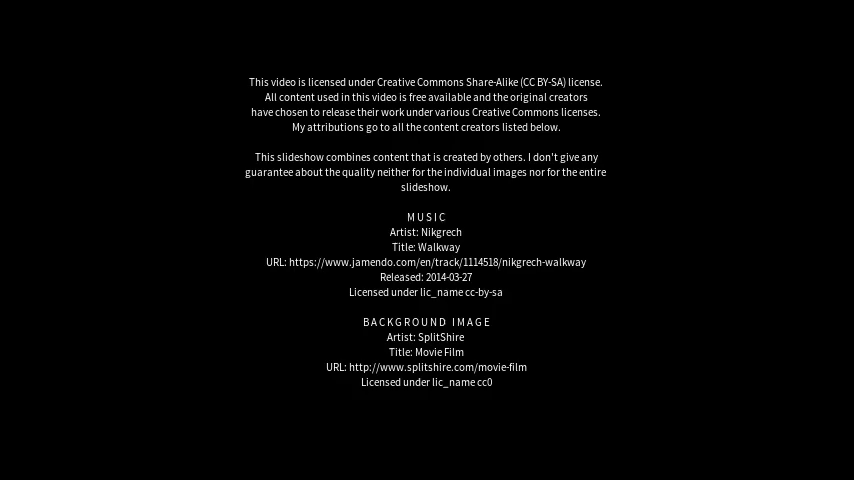 This video is licensed under Creative Commons Share-Alike (CC BY-SA) license.
All content used in this video is free available and the original creators
have chosen to release their work under various Creative Commons licenses.
My attributions go to all the content creators listed below.
This slideshow combines content that is created by others. I don't give any
guarantee about the quality neither for the individual images nor for the entire
slideshow.
MUSIC
Artist: Nikgrech
Title: Walkway
URL: https://www.jamendo.com/en/track/1114518/nikgrech-walkway
Released: 2014-03-27
Licensed under lic_name cc-by-sa
BACKGROUND IMAGE
Artist: SplitShire
Title: Movie Film
URL: http://www.splitshire.com/movie-film
Licensed under lic_name cc0